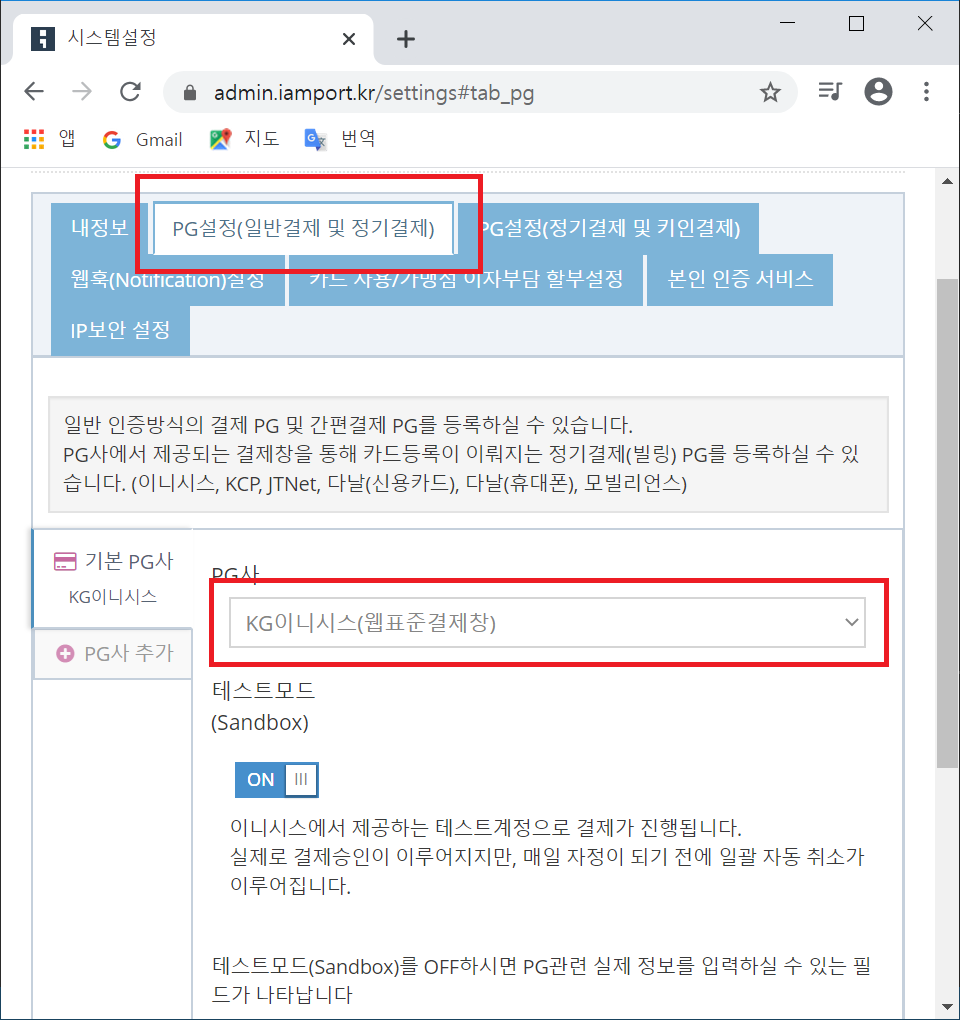 시스템설정
admin.iamport.kr/settings#tab_pg
앱 Gmail 지도 번역
내정보 PG설정(일반결제 및 정기결제) PG설정(정기결제 및 키인결제)
웹훅(Notification)설정 카드 사용/가맹점 이자부담 할부설정 본인 인증 서비스
IP보안 설정
일반 인증방식의 결제 PG 및 간편결제 PG를 등록하실 수 있습니다.
PG사에서 제공되는 결제창을 통해 카드등록이 이뤄지는 정기결제(빌링) PG를 등록하실 수 있
습니다. (이니시스, KCP, JTNet, 다날(신용카드), 다날(휴대폰), 모빌리언스)
기본 PG사
KG이니시스
PG사 추가
PG사
KG이니시스(웹표준결제창)
테스트모드
(Sandbox)
ON
이니시스에서 제공하는 테스트계정으로 결제가 진행됩니다.
실제로 결제승인이 이루어지지만, 매일 자정이 되기 전에 일괄 자동 취소가
이루어집니다.
테스트모드(Sandbox)를 OFF하시면 PG관련 실제 정보를 입력하실 수 있는 필
드가 나타납니다